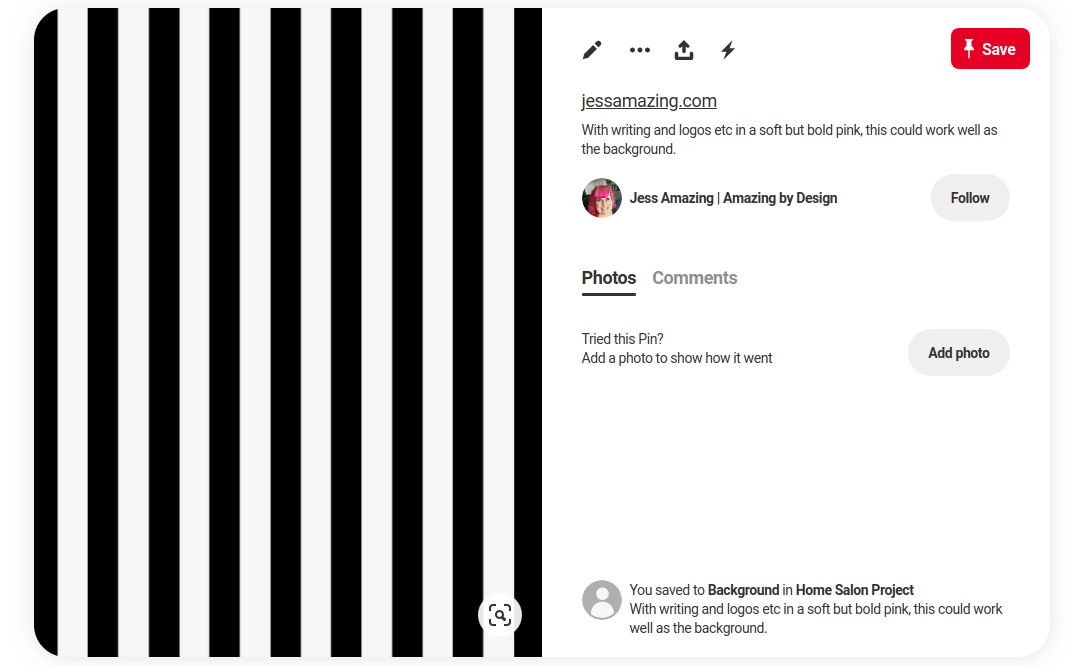 Save
jessamazing.com
With writing and logos etc in a soft but bold pink, this could work well as
the background.
Jess Amazing | Amazing by Design
Follow
Photos Comments
Tried this Pin?
Add a photo to show how it went
Add photo
You saved to Background in Home Salon Project
With writing and logos etc in a soft but bold pink, this could work
well as the background.